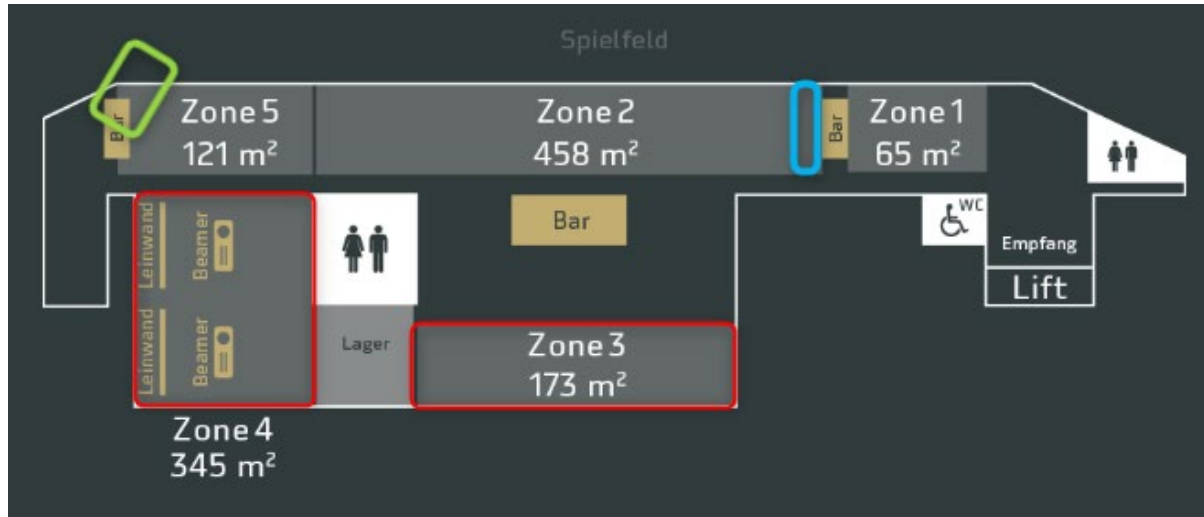 Spielfeld
Zone 5
121 m²
Zone 2
458 m²
Zone 1
65 m²
Bar
Bar
Bar
WC
Empfang
Lift
Leinwand
Beamer
Leinwand
Beamer
Lager
Zone 3
173 m²
Zone 4
345 m²